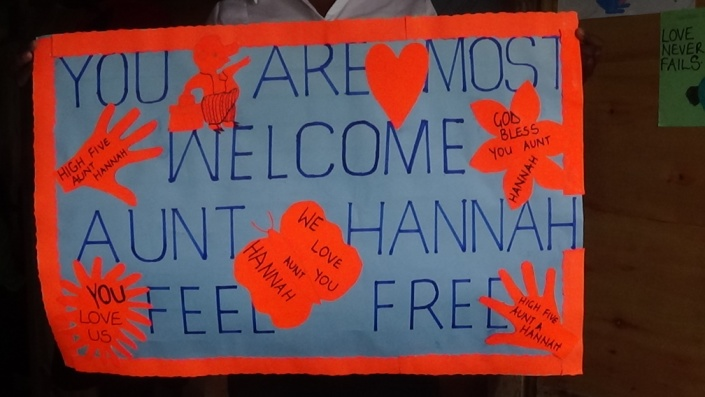 YOU ARE MOST
WELCOME
AUNT HANNAH
FEEL FREE
HIGH FIVE
AUNT HANNAH
GOD
BLESS
YOU AUNT
HANNAH
WE
LOVE
YOU
AUNT
HANNAH
YOU
LOVE
US
HIGH FIVE
AUNT A
HANNAH
LOVE
NEVER
FAILS